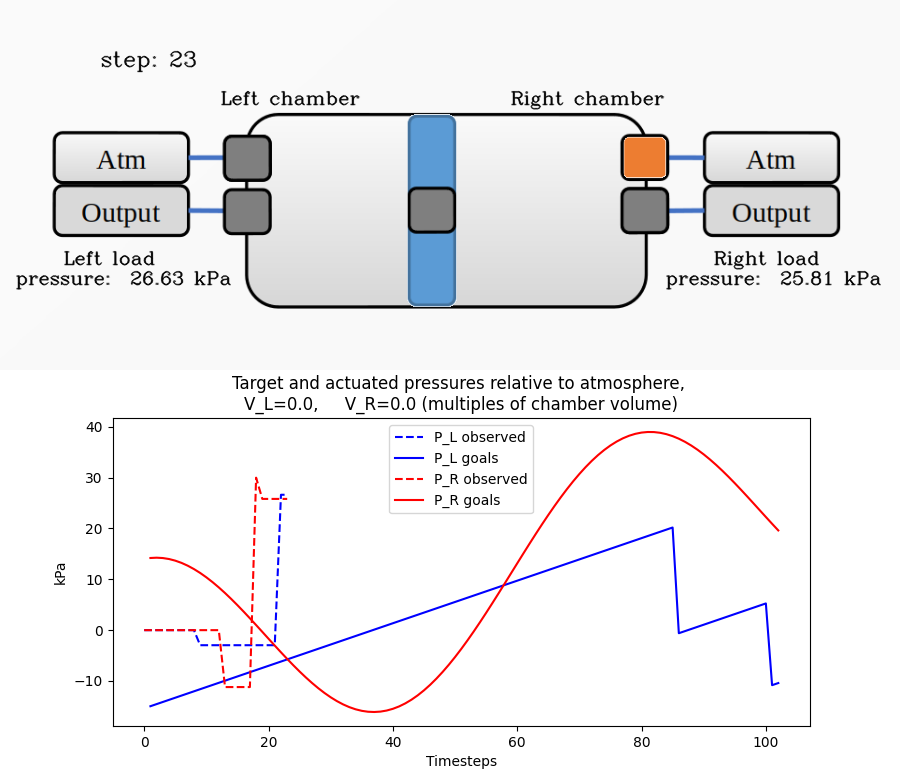 step: 23
Left chamber
Right chamber
Atm
Atm
Output
Output
Left load
pressure: 26.63 kPa
Right load
pressure: 25.81 kPa
Target and actuated pressures relative to atmosphere,
V_L=0.0, V_R=0.0 (multiples of chamber volume)
P_L observed
P_L goals
P_R observed
P_R goals
kPa
40
30
20
10
0
−10
0
20
40
60
80
100
Timesteps